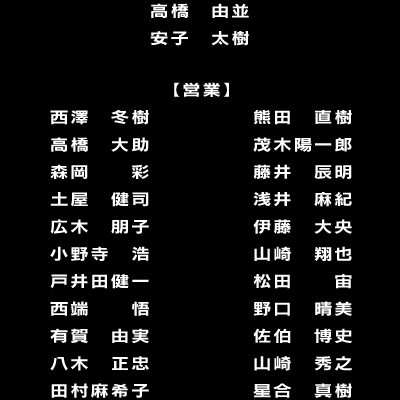 高橋　由並
安子　太樹
【営業】
西澤　冬樹　熊田　直樹
高橋　大助　茂木陽一郎
森岡　　彩　藤井　辰明
土屋　健司　浅井　麻紀
広木　朋子　伊藤　大央
小野寺　浩　山崎　翔也
戸井田健一　松田　　宙
西端　　悟　野口　晴美
有賀　由実　佐伯　博史
八木　正忠　山崎　秀之
田村麻希子　星合　真樹